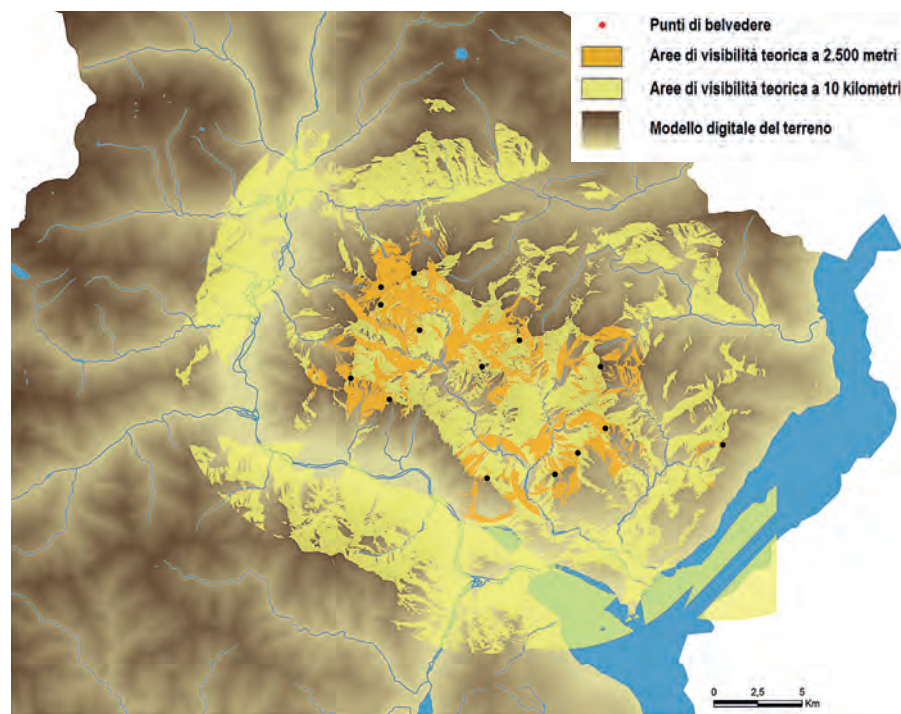 Punti di belvedere
Aree di visibilità teorica a 2.500 metri
Aree di visibilità teorica a 10 kilometri
Modello digitale del terreno
0 2,5 5
Km